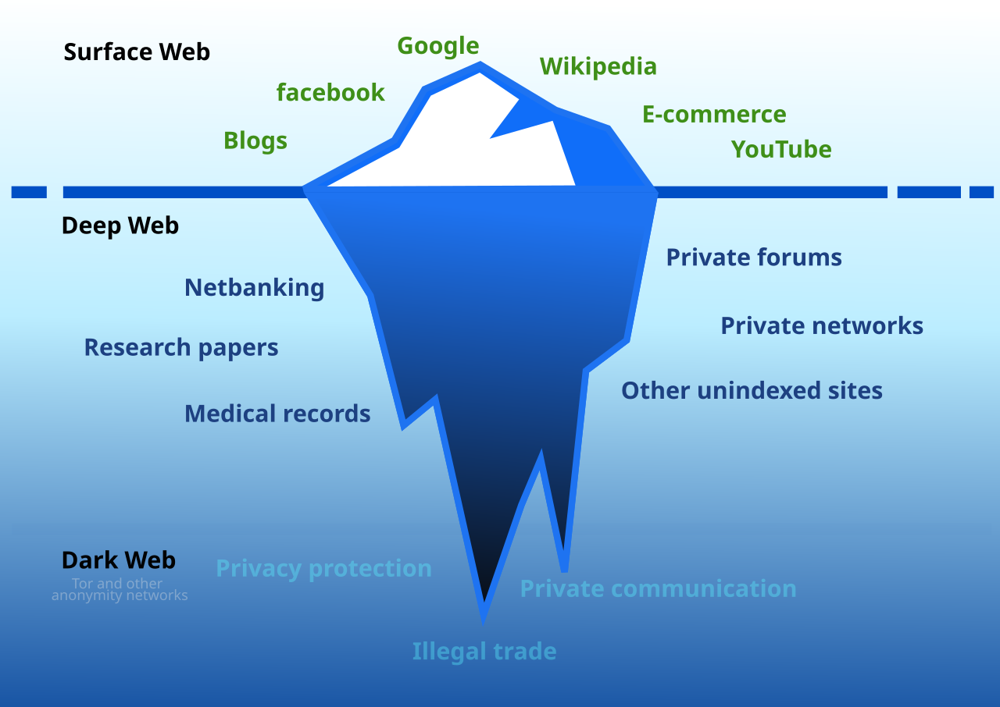 Surface Web
Google
Wikipedia
facebook
E-commerce
Blogs
YouTube
Deep Web
Private forums
Netbanking
Private networks
Research papers
Other unindexed sites
Medical records
Dark Web
Tor and other
anonymity networks
Privacy protection
Private communication
Illegal trade